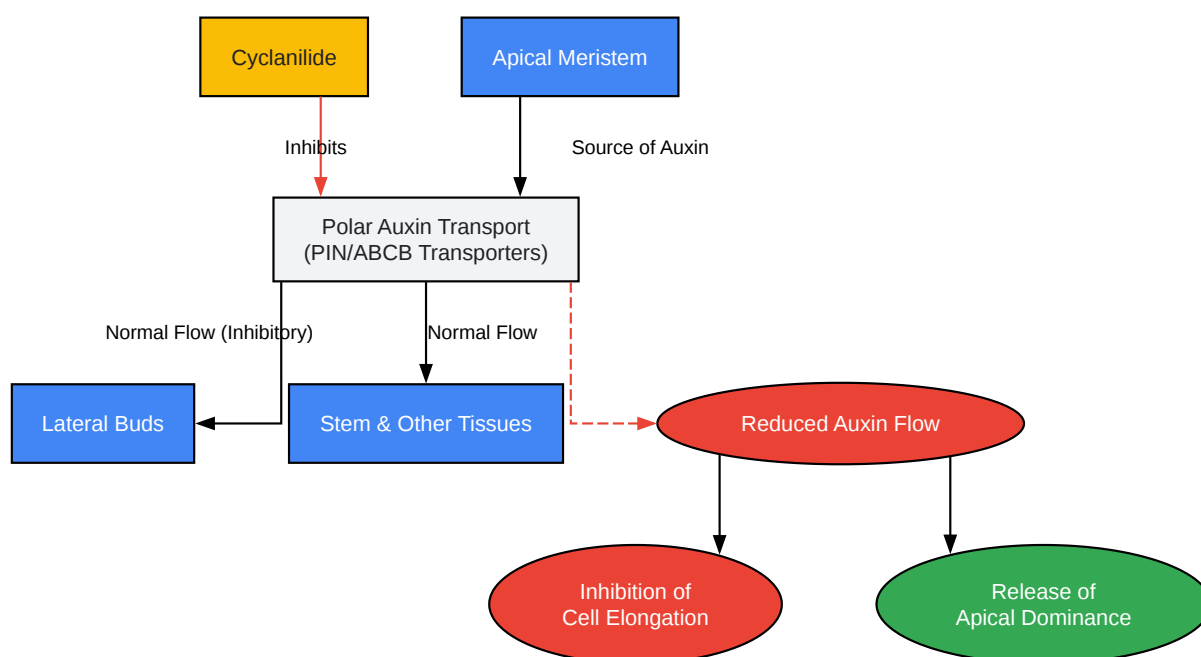 Cyclanilide
Apical Meristem
Inhibits
Source of Auxin
Polar Auxin Transport
(PIN/ABCB Transporters)
Normal Flow (Inhibitory)
Normal Flow
Lateral Buds
Stem & Other Tissues
Reduced Auxin Flow
Inhibition of
Cell Elongation
Release of
Apical Dominance